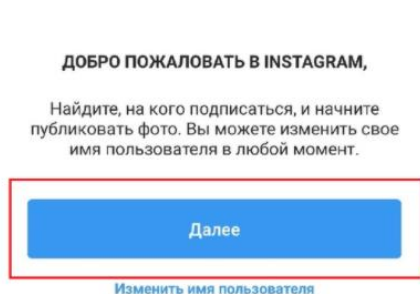 ДОБРО ПОЖАЛОВАТЬ В INSTAGRAM,
Найдите, на кого подписаться, и начните
публиковать фото. Вы можете изменить свое
имя пользователя в любой момент.
Далее
Изменить имя пользователя